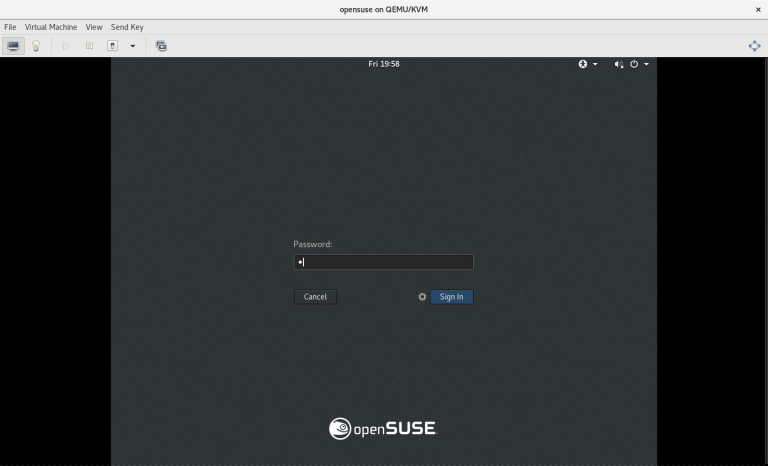 opensuse on QEMU/KVM
File Virtual Machine View Send Key
Fri 19:58
Password:
Cancel Sign In
openSUSE